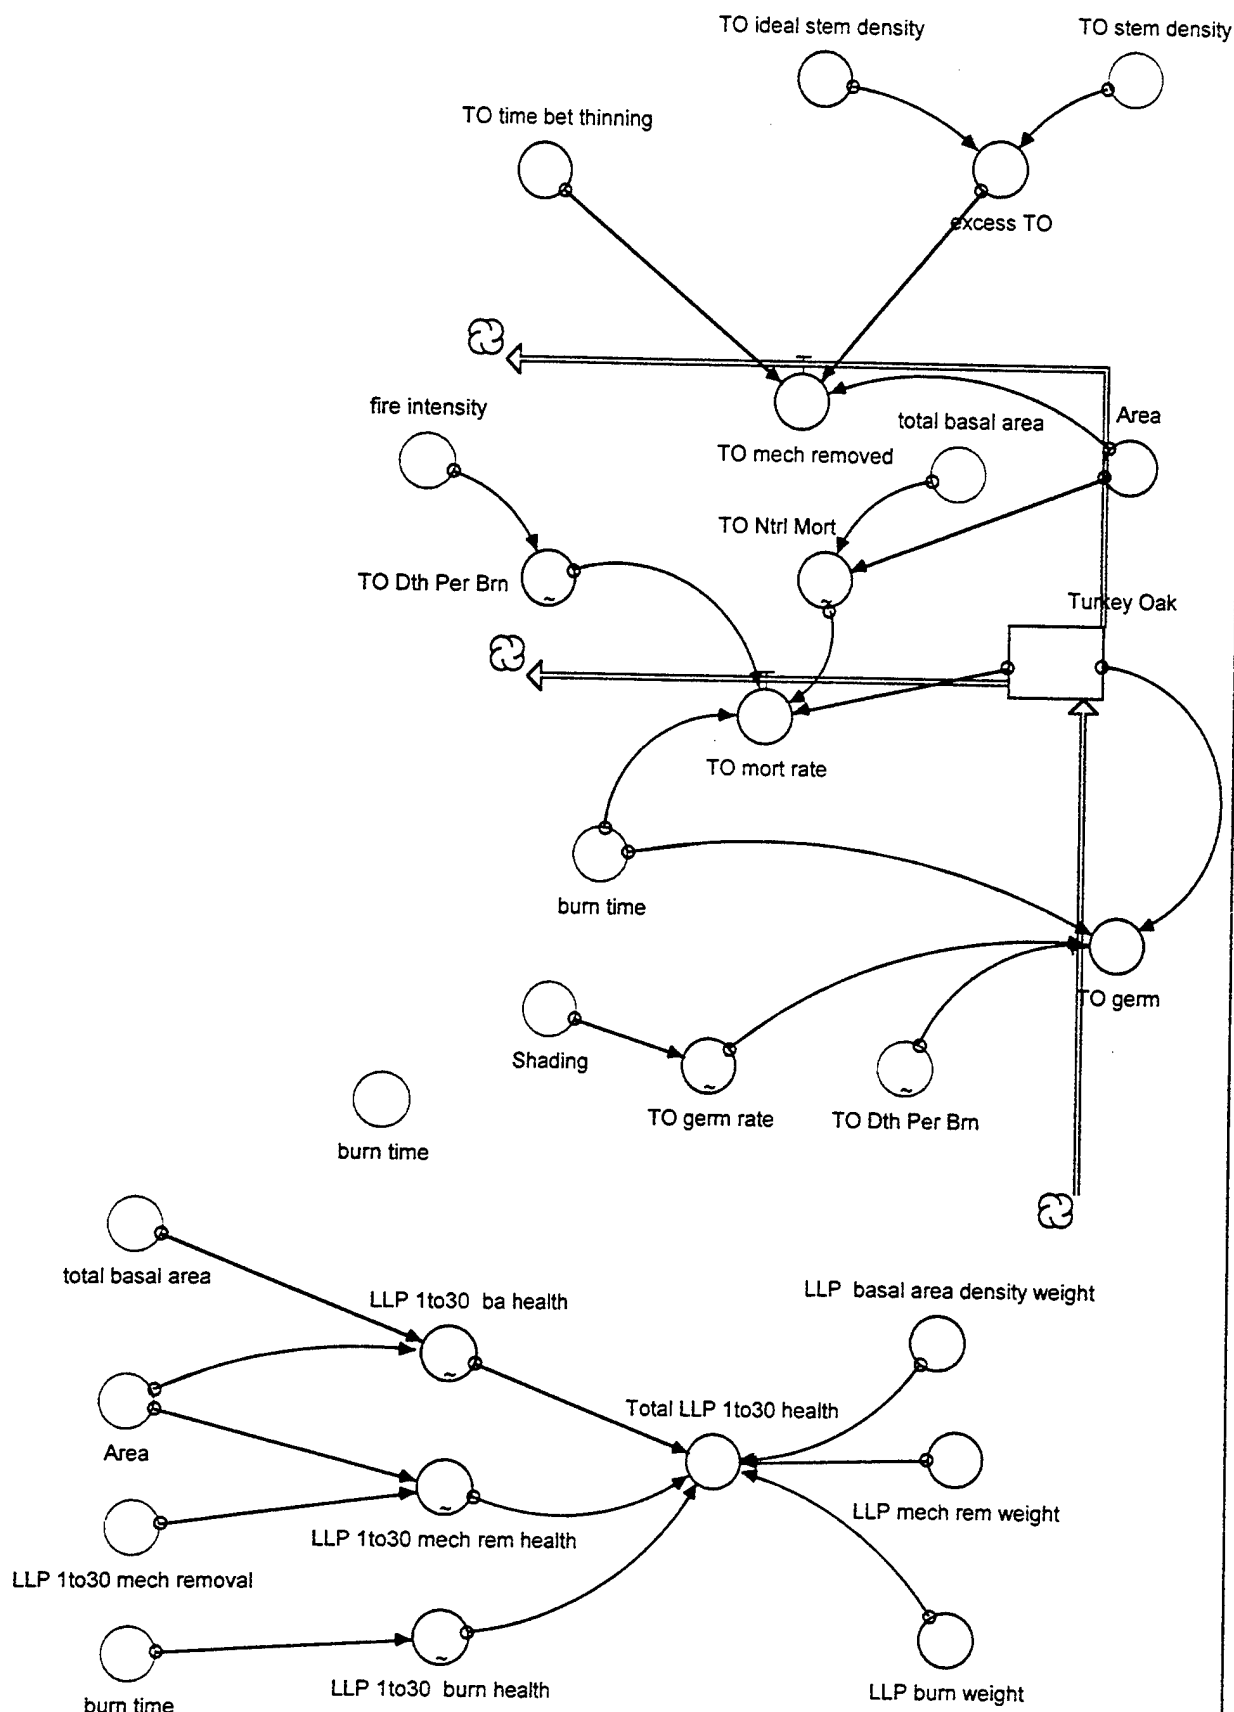 TO ideal stem density
TO stem density
TO time bet thinning
excess TO
fire intensity
total basal area
Area
TO mech removed
TO Ntrl Mort
TO Dth Per Brn
Turkey Oak
TO mort rate
burn time
TO germ
Shading
TO germ rate
TO Dth Per Brn
burn time
total basal area
LLP 1to30 ba health
LLP basal area density weight
Total LLP 1to30 health
Area
LLP mech rem weight
LLP 1to30 mech rem health
LLP 1to30 mech removal
LLP 1to30 burn health
LLP burn weight
burn time